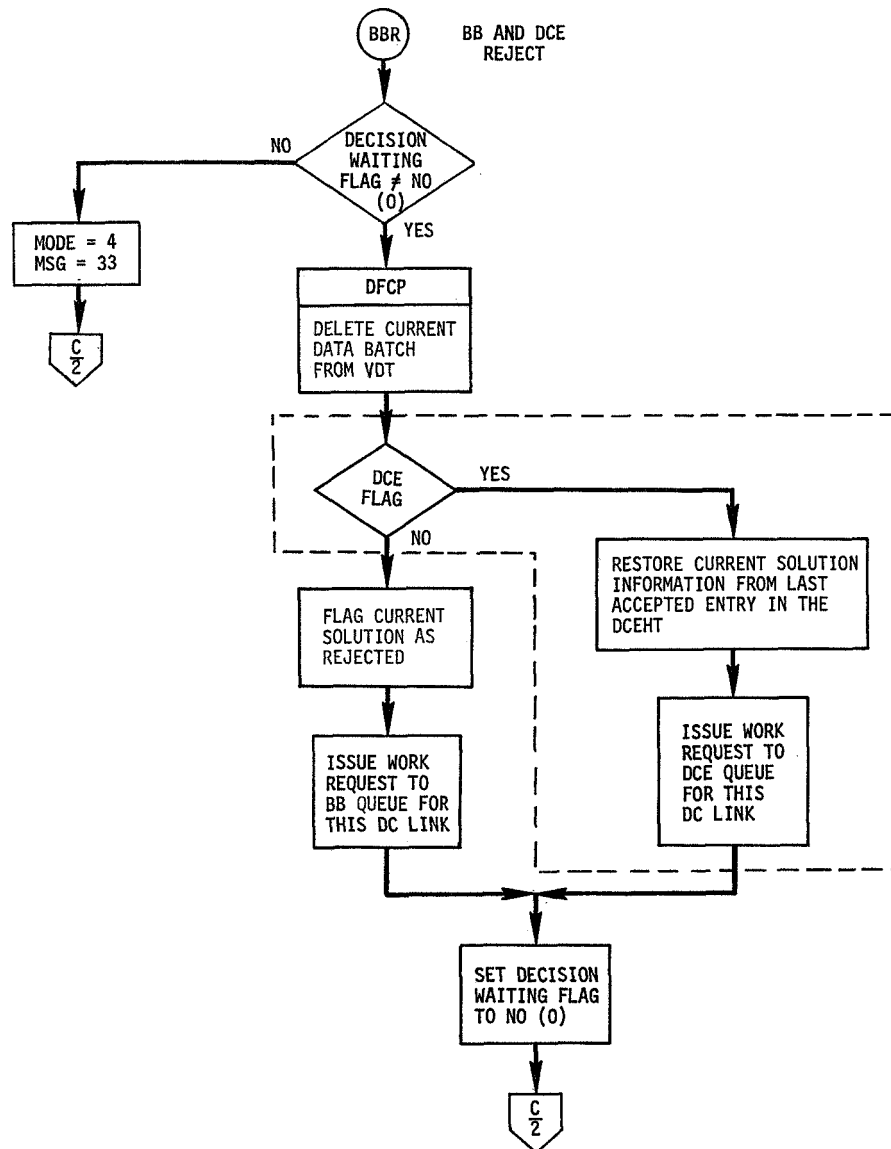 BBR
BB AND DCE
REJECT
DECISION
WAITING
FLAG ≠ NO
(0)
NO
YES
MODE = 4
MSG = 33
C
2
DFCP
DELETE CURRENT
DATA BATCH
FROM VDT
DCE
FLAG
YES
NO
RESTORE CURRENT SOLUTION
INFORMATION FROM LAST
ACCEPTED ENTRY IN THE
DCEHT
FLAG CURRENT
SOLUTION AS
REJECTED
ISSUE WORK
REQUEST TO
DCE QUEUE
FOR THIS
DC LINK
ISSUE WORK
REQUEST TO
BB QUEUE FOR
THIS DC LINK
SET DECISION
WAITING FLAG
TO NO (0)
C
2